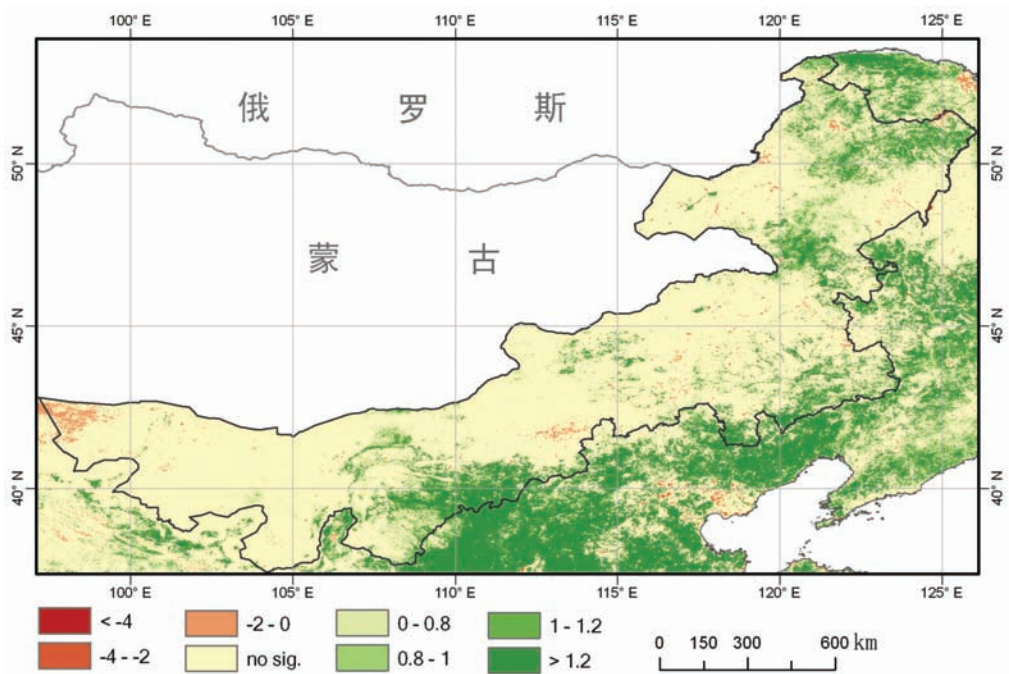 100° E 105° E 110° E 115° E 120° E 125° E
俄 罗 斯
50° N 50° N
蒙 古
45° N 45° N
40° N 40° N
100° E 105° E 110° E 115° E 120° E 125° E
< -4 -2 - 0 0 - 0.8 1 - 1.2
-4 - -2 no sig. 0.8 - 1 > 1.2
0 150 300 600 km